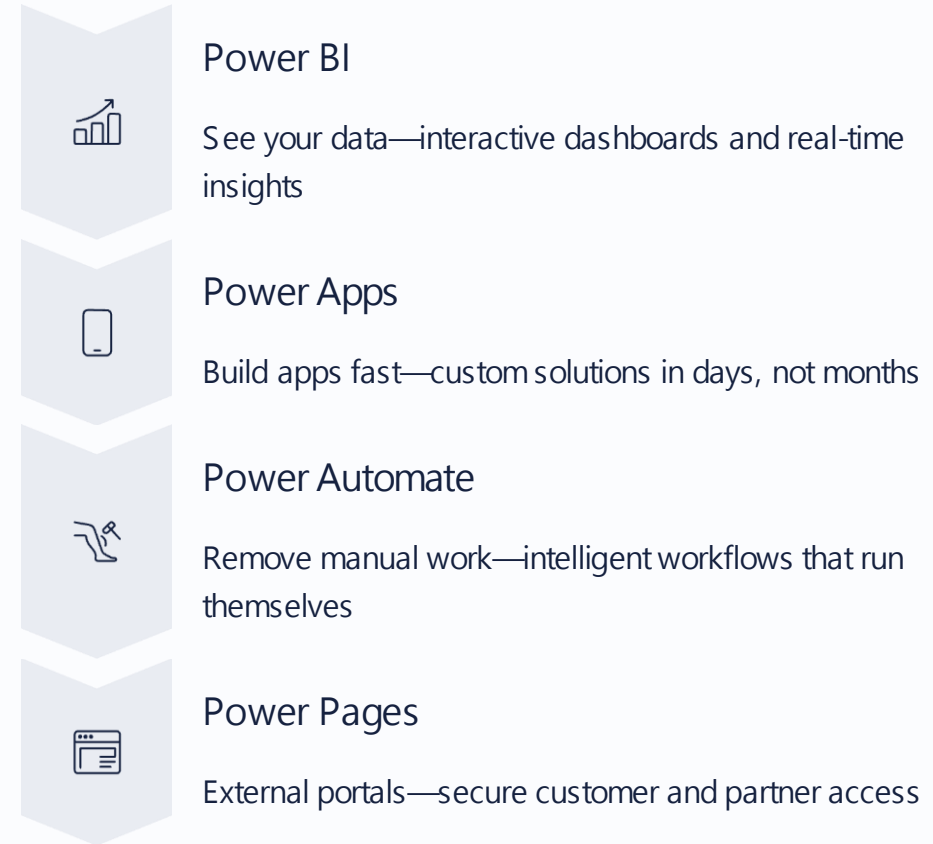 Power BI
See your data—interactive dashboards and real-time
insights
Power Apps
Build apps fast—custom solutions in days, not months
Power Automate
Remove manual work—intelligent workflows that run
themselves
Power Pages
External portals—secure customer and partner access